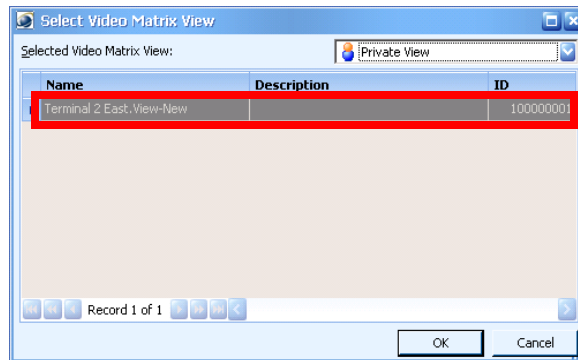 Select Video Matrix View
Selected Video Matrix View: Private View
Name Description ID
Terminal 2 East.View-New 100000001
Record 1 of 1
OK Cancel